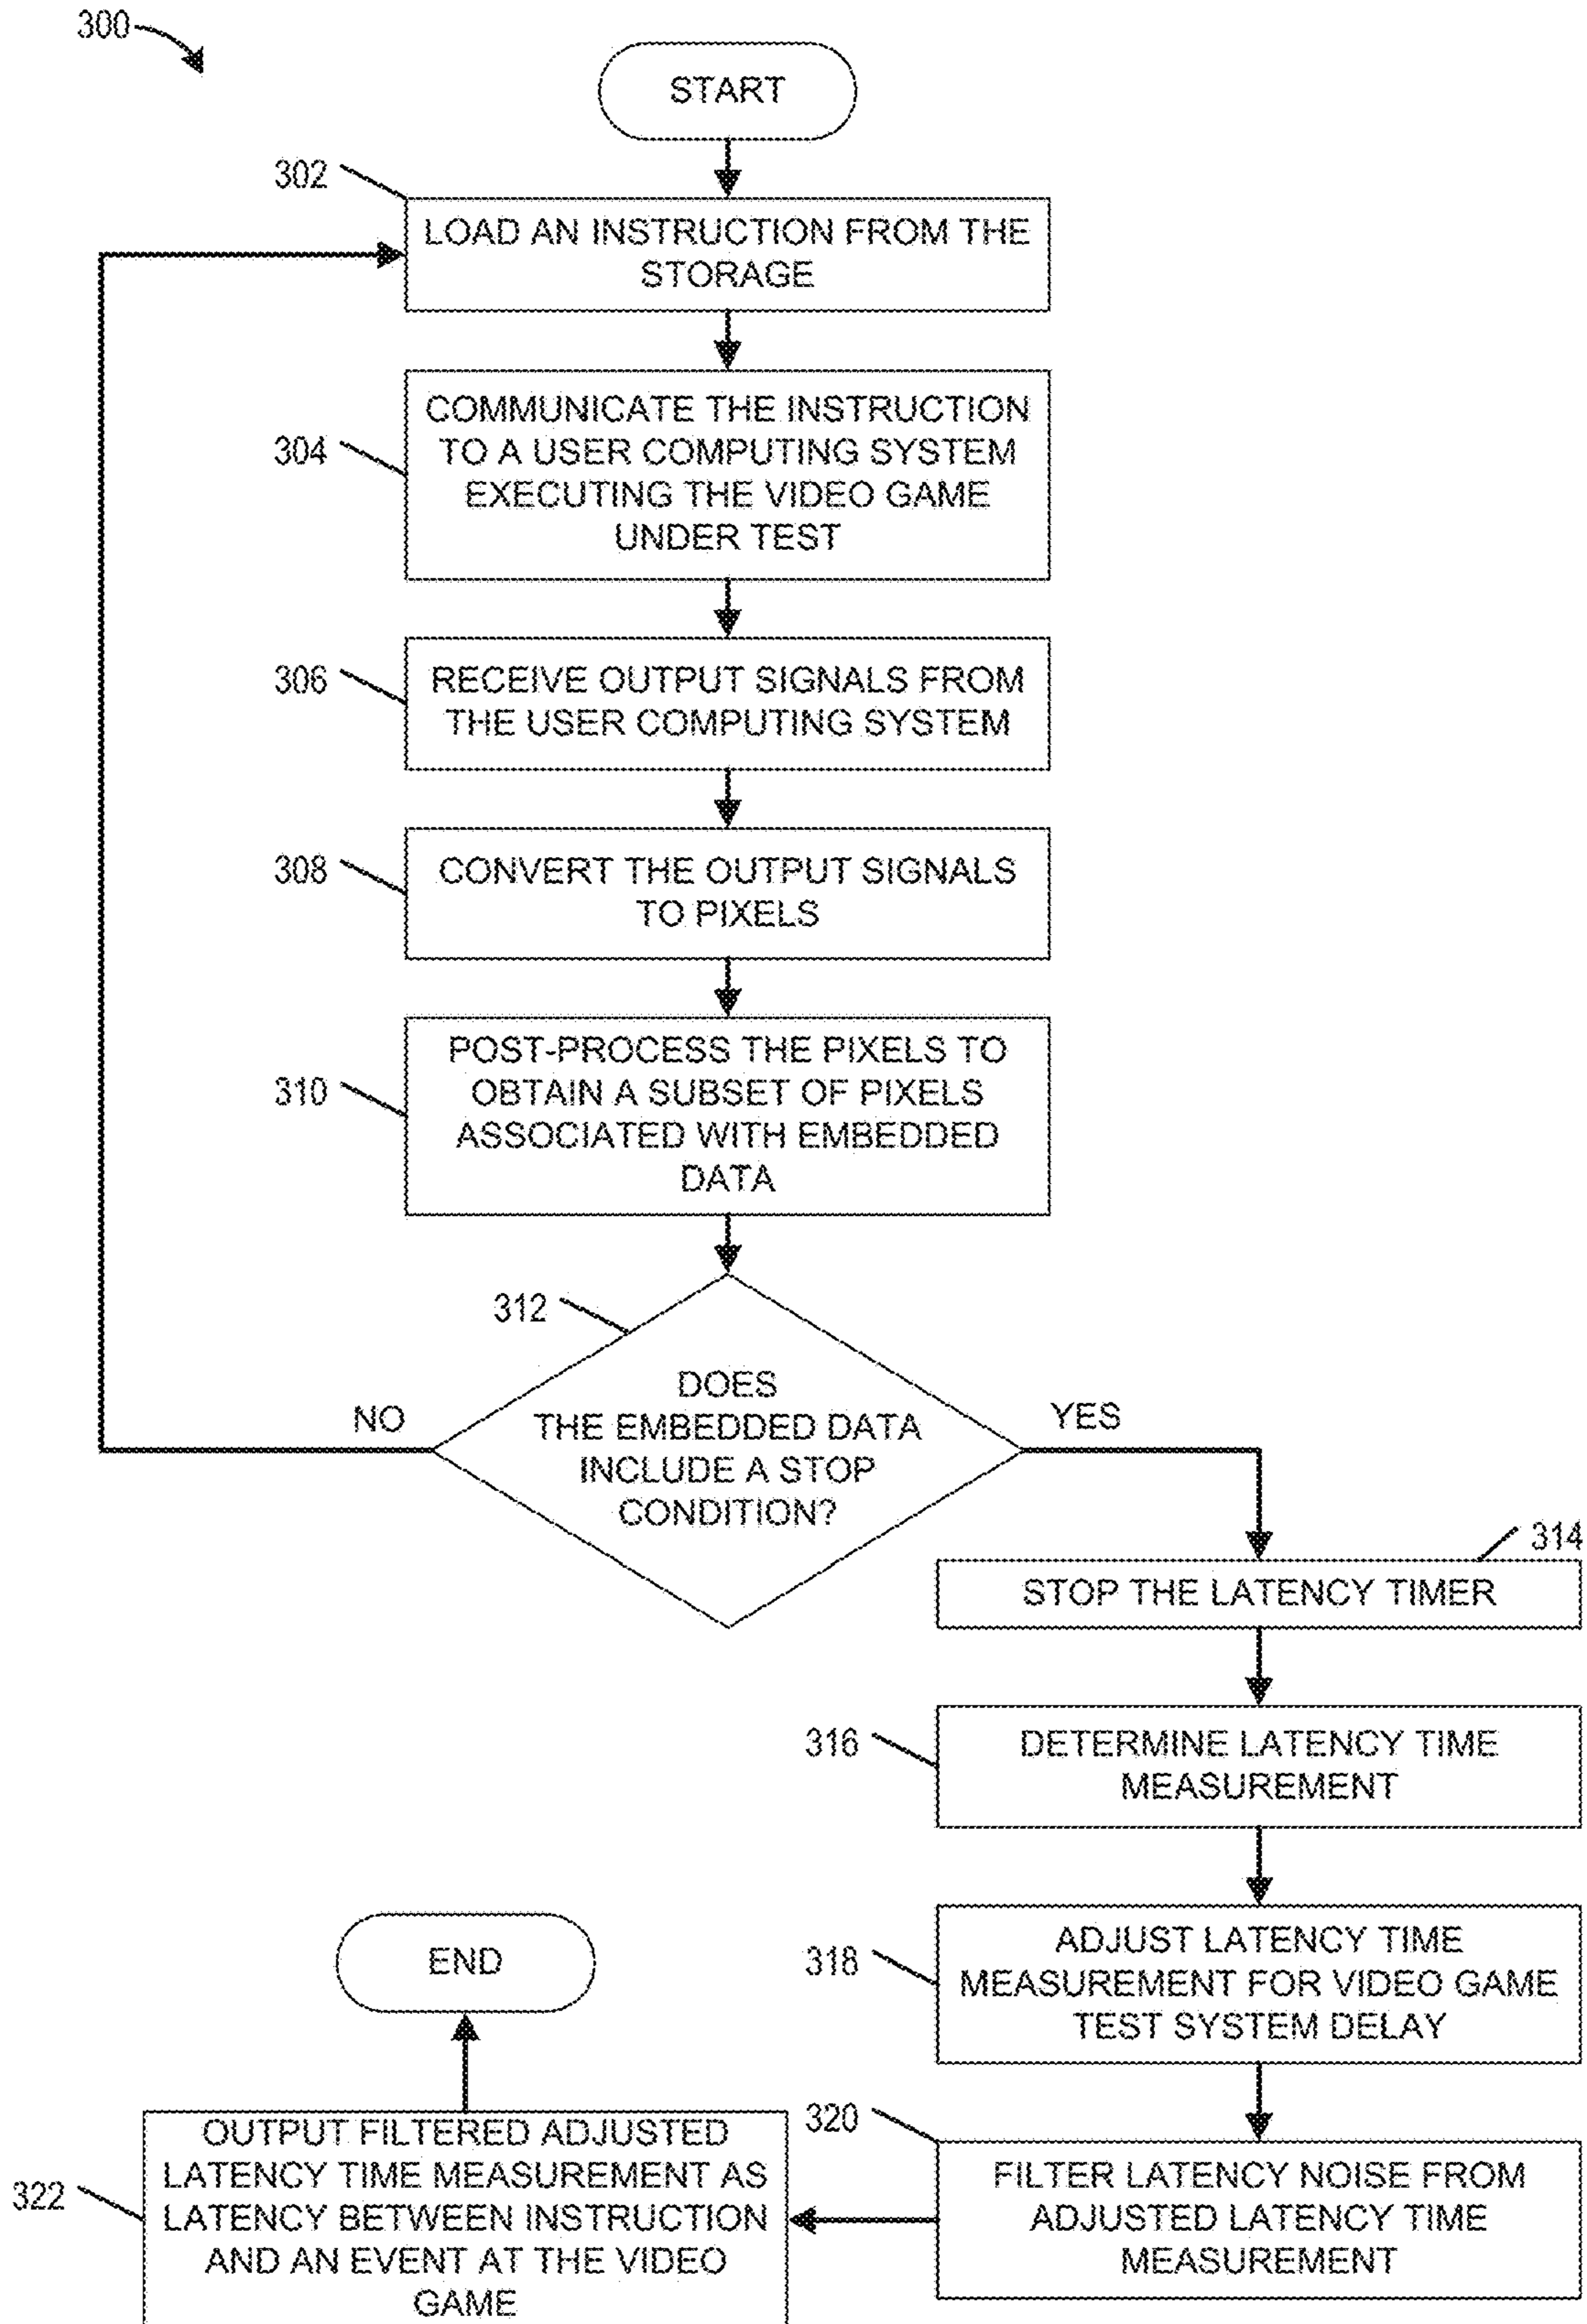 300
START
302
LOAD AN INSTRUCTION FROM THE
STORAGE
304
COMMUNICATE THE INSTRUCTION
TO A USER COMPUTING SYSTEM
EXECUTING THE VIDEO GAME
UNDER TEST
306
RECEIVE OUTPUT SIGNALS FROM
THE USER COMPUTING SYSTEM
308
CONVERT THE OUTPUT SIGNALS
TO PIXELS
310
POST-PROCESS THE PIXELS TO
OBTAIN A SUBSET OF PIXELS
ASSOCIATED WITH EMBEDDED
DATA
312
DOES
THE EMBEDDED DATA
INCLUDE A STOP
CONDITION?
NO
YES
314
STOP THE LATENCY TIMER
316
DETERMINE LATENCY TIME
MEASUREMENT
318
ADJUST LATENCY TIME
MEASUREMENT FOR VIDEO GAME
TEST SYSTEM DELAY
320
FILTER LATENCY NOISE FROM
ADJUSTED LATENCY TIME
MEASUREMENT
322
OUTPUT FILTERED ADJUSTED
LATENCY TIME MEASUREMENT AS
LATENCY BETWEEN INSTRUCTION
AND AN EVENT AT THE VIDEO
GAME
END